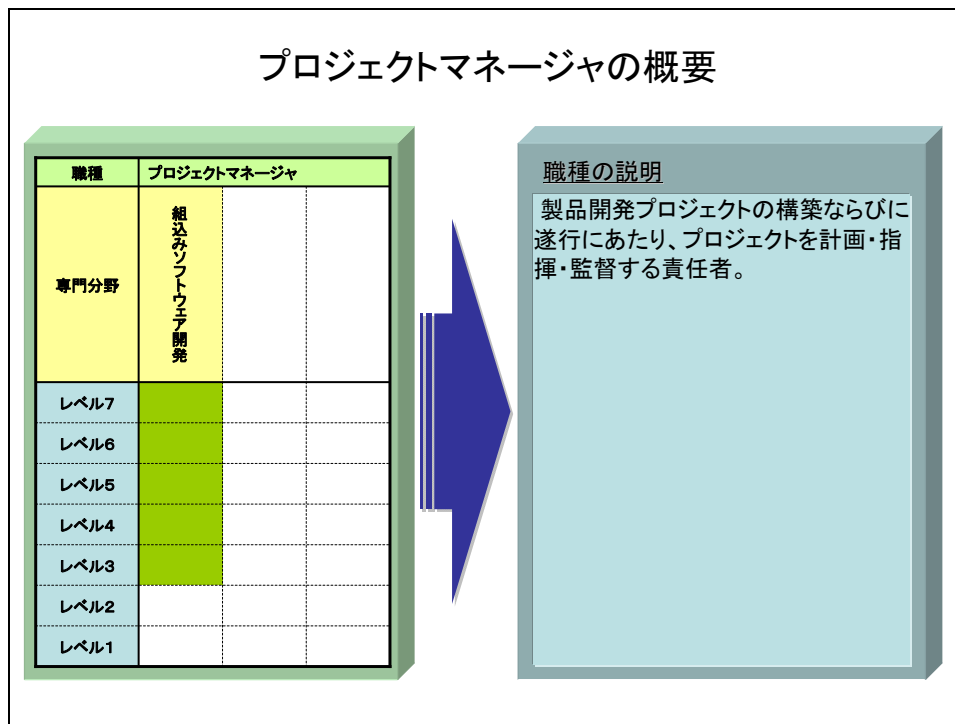 プロジェクトマネージャの概要
職種 プロジェクトマネージャ
専門分野 組込みソフトウェア開発
レベル7
レベル6
レベル5
レベル4
レベル3
レベル2
レベル1
職種の説明
製品開発プロジェクトの構築ならびに
遂行にあたり、プロジェクトを計画・指
揮・監督する責任者。